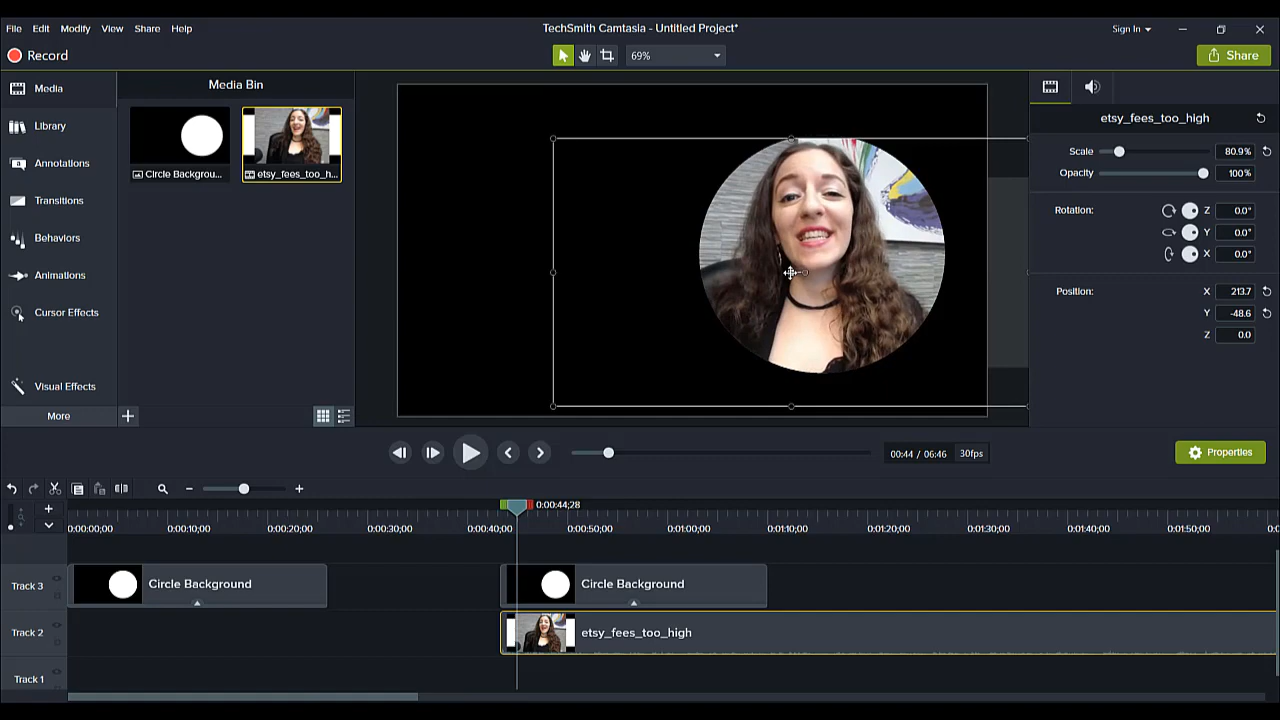 TechSmith Camtasia - Untitled Project*
File Edit Modify View Share Help
Sign In
Record
69%
Share
Media
Library
Annotations
a
Transitions
Behaviors
Animations
Cursor Effects
Visual Effects
More
Media Bin
Circle Backgrou...
etsy_fees_too_h...
etsy_fees_too_high
Scale 80.9%
Opacity 100%
Rotation: Z 0.0°
Y 0.0°
X 0.0°
Position: X 213.7
Y -48.6
Z 0.0
00:44 / 06:46 30fps
Properties
0:00:44;28
0:00:00;00 0:00:10;00 0:00:20;00 0:00:30;00 0:00:40;00 0:00:50;00 0:01:00;00 0:01:10;00 0:01:20;00 0:01:30;00 0:01:40;00 0:01:50;00
Track 3
Circle Background
Circle Background
Track 2
etsy_fees_too_high
Track 1